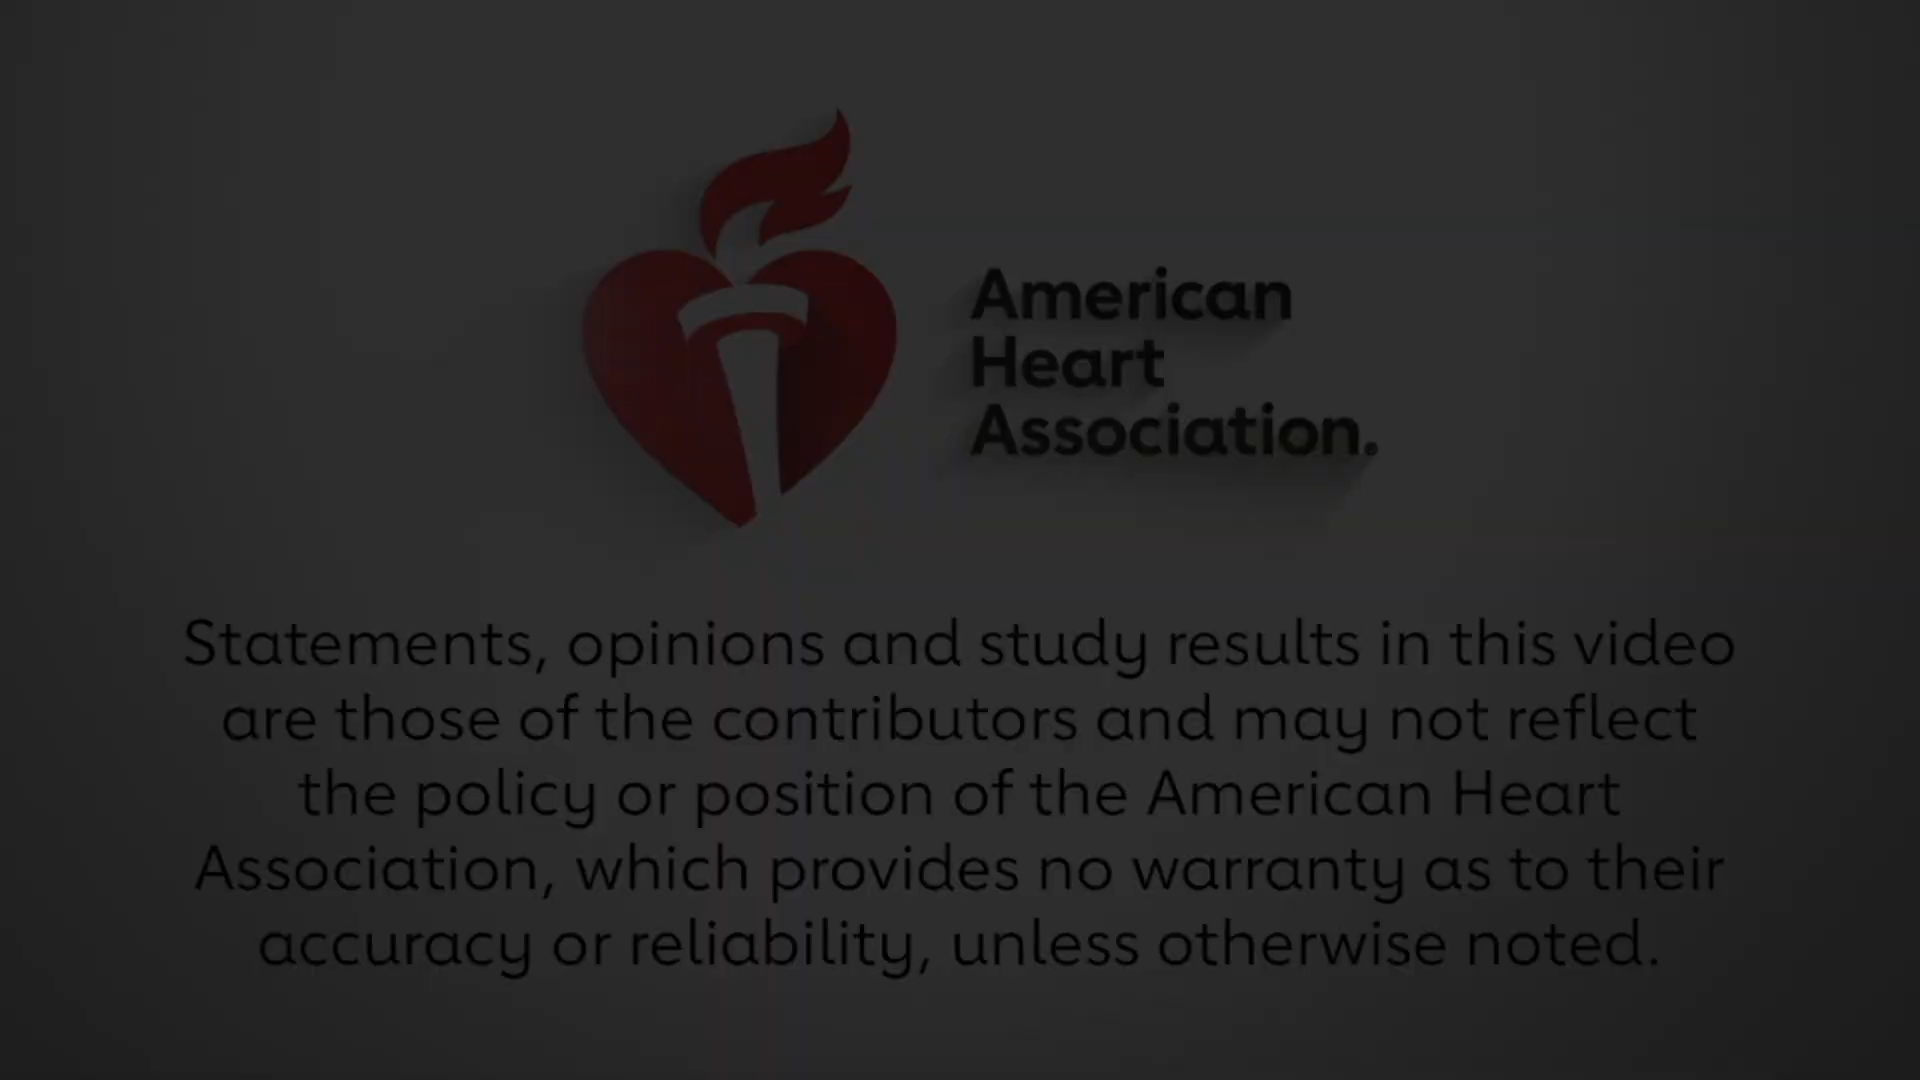 American
Heart
Association.
Statements, opinions and study results in this video
are those of the contributors and may not reflect
the policy or position of the American Heart
Association, which provides no warranty as to their
accuracy or reliability, unless otherwise noted.